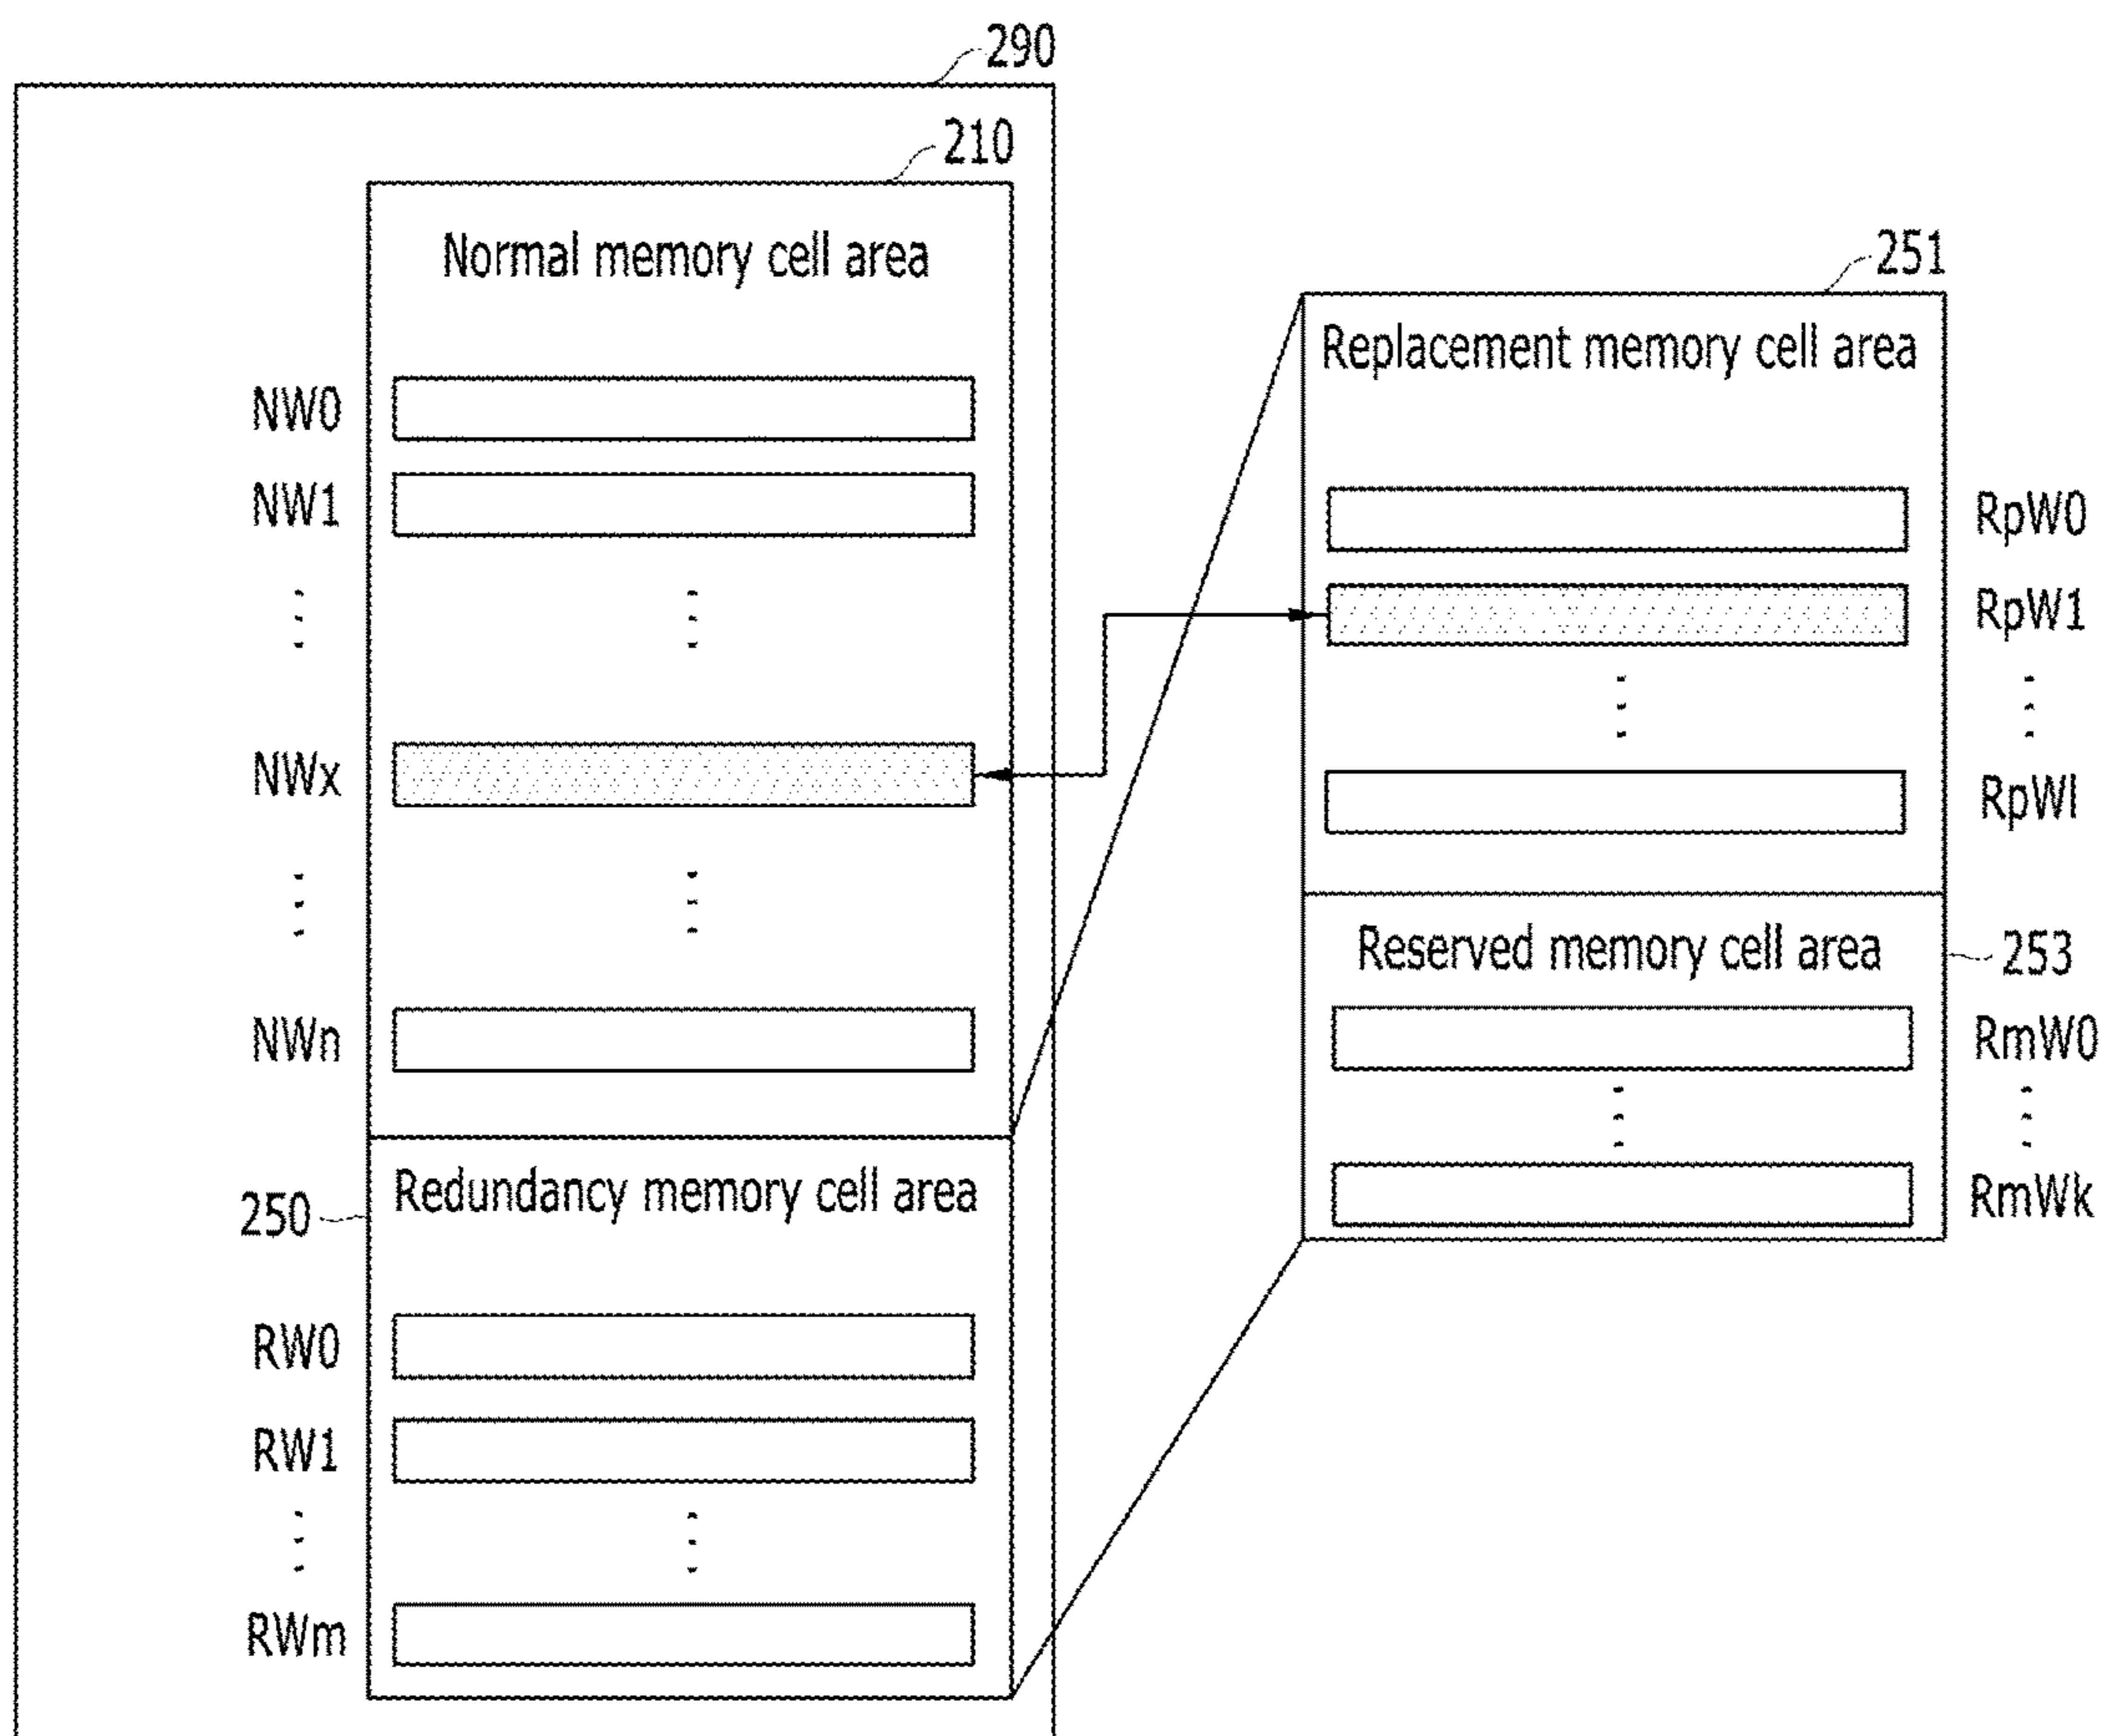 290
210
Normal memory cell area
NW0
NW1
NWx
NWn
250
Redundancy memory cell area
RW0
RW1
RWm
251
Replacement memory cell area
RpW0
RpW1
RpWl
Reserved memory cell area
253
RmW0
RmWk